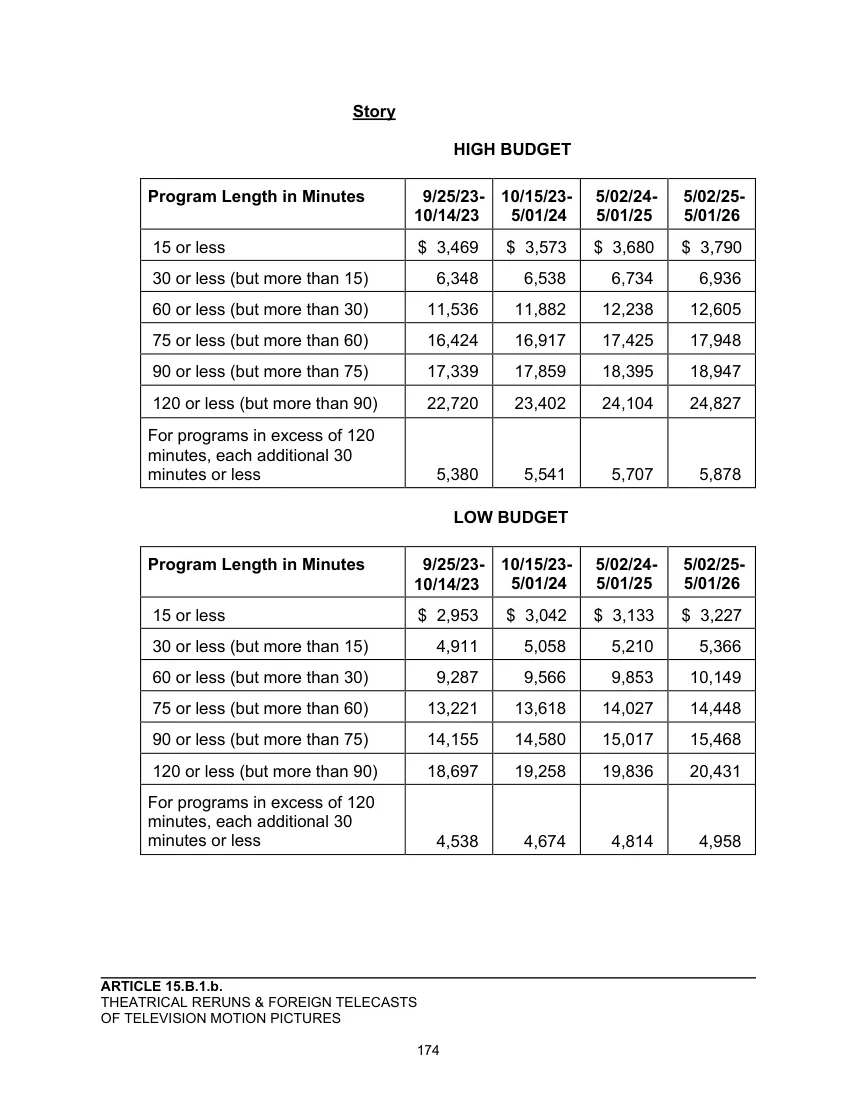 Story
HIGH BUDGET
Program Length in Minutes 9/25/23- 10/15/23- 5/02/24- 5/02/25-
10/14/23 5/01/24 5/01/25 5/01/26
15 or less $ 3,469 $ 3,573 $ 3,680 $ 3,790
30 or less (but more than 15) 6,348 6,538 6,734 6,936
60 or less (but more than 30) 11,536 11,882 12,238 12,605
75 or less (but more than 60) 16,424 16,917 17,425 17,948
90 or less (but more than 75) 17,339 17,859 18,395 18,947
120 or less (but more than 90) 22,720 23,402 24,104 24,827
For programs in excess of 120
minutes, each additional 30
minutes or less 5,380 5,541 5,707 5,878
LOW BUDGET
Program Length in Minutes 9/25/23- 10/15/23- 5/02/24- 5/02/25-
10/14/23 5/01/24 5/01/25 5/01/26
15 or less $ 2,953 $ 3,042 $ 3,133 $ 3,227
30 or less (but more than 15) 4,911 5,058 5,210 5,366
60 or less (but more than 30) 9,287 9,566 9,853 10,149
75 or less (but more than 60) 13,221 13,618 14,027 14,448
90 or less (but more than 75) 14,155 14,580 15,017 15,468
120 or less (but more than 90) 18,697 19,258 19,836 20,431
For programs in excess of 120
minutes, each additional 30
minutes or less 4,538 4,674 4,814 4,958
ARTICLE 15.B.1.b.
THEATRICAL RERUNS & FOREIGN TELECASTS
OF TELEVISION MOTION PICTURES
174